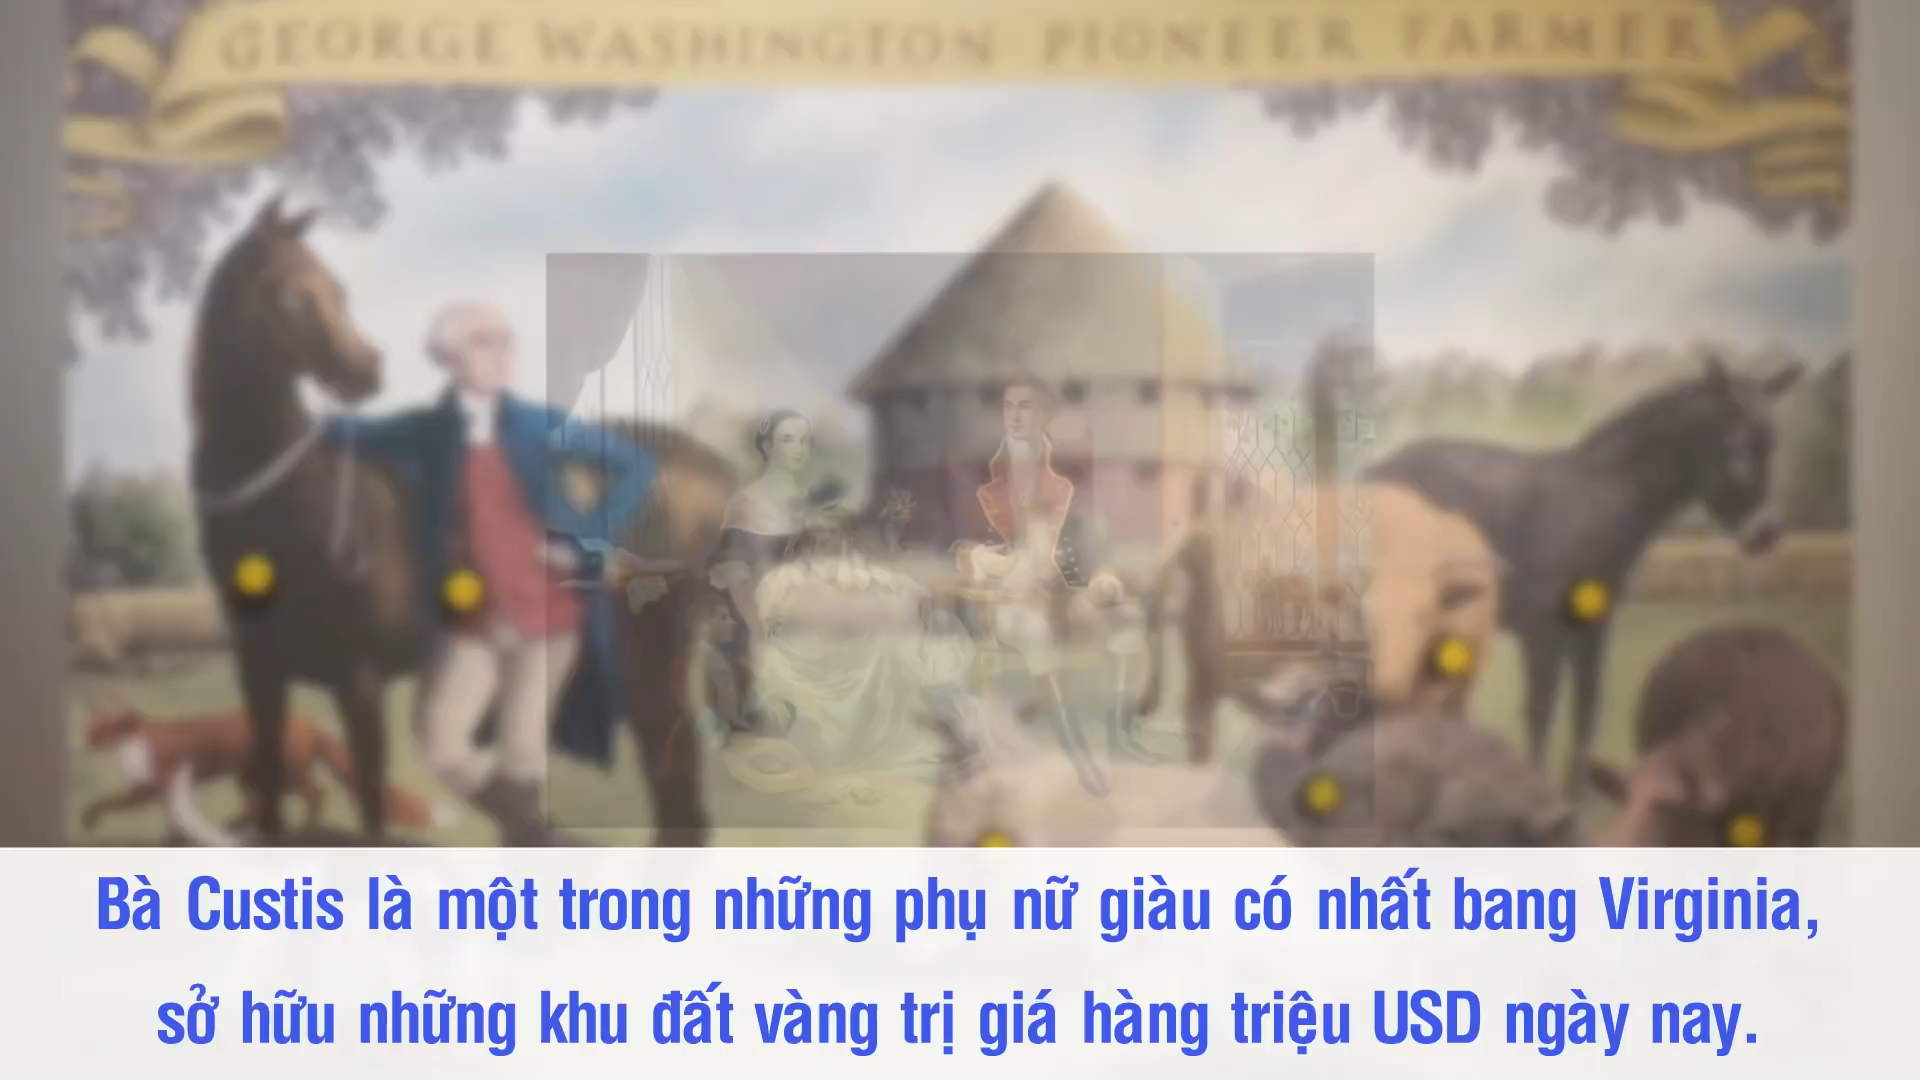 GEORGE WASHINGTON PIONEER FARMER
Bà Custis là một trong những phụ nữ giàu có nhất bang Virginia,
sở hữu những khu đất vàng trị giá hàng triệu USD ngày nay.